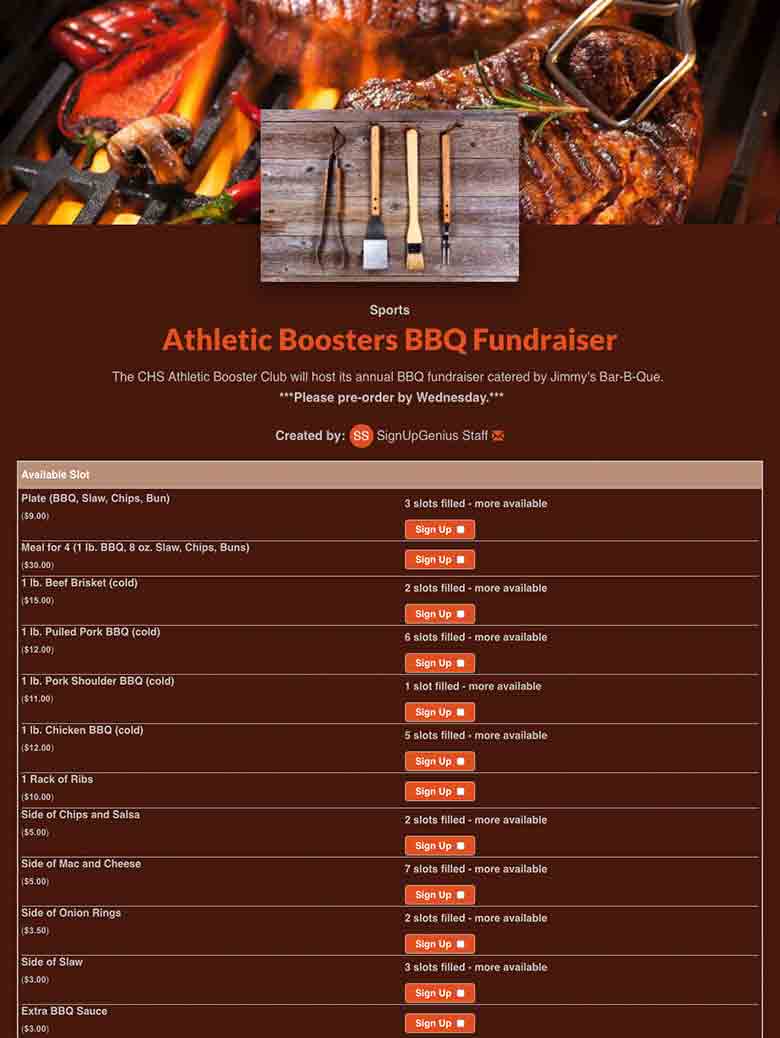 Sports
Athletic Boosters BBQ Fundraiser
The CHS Athletic Booster Club will host its annual BBQ fundraiser catered by Jimmy's Bar-B-Que.
***Please pre-order by Wednesday.***
Created by: SS SignUpGenius Staff
Available Slot
Plate (BBQ, Slaw, Chips, Bun)
($9.00)
3 slots filled - more available
Sign Up
Meal for 4 (1 lb. BBQ, 8 oz. Slaw, Chips, Buns)
($30.00)
Sign Up
1 lb. Beef Brisket (cold)
($15.00)
2 slots filled - more available
Sign Up
1 lb. Pulled Pork BBQ (cold)
($12.00)
6 slots filled - more available
Sign Up
1 lb. Pork Shoulder BBQ (cold)
($11.00)
1 slot filled - more available
Sign Up
1 lb. Chicken BBQ (cold)
($12.00)
5 slots filled - more available
Sign Up
1 Rack of Ribs
($10.00)
Sign Up
Side of Chips and Salsa
($5.00)
2 slots filled - more available
Sign Up
Side of Mac and Cheese
($5.00)
7 slots filled - more available
Sign Up
Side of Onion Rings
($3.50)
2 slots filled - more available
Sign Up
Side of Slaw
($3.00)
3 slots filled - more available
Sign Up
Extra BBQ Sauce
($3.00)
Sign Up